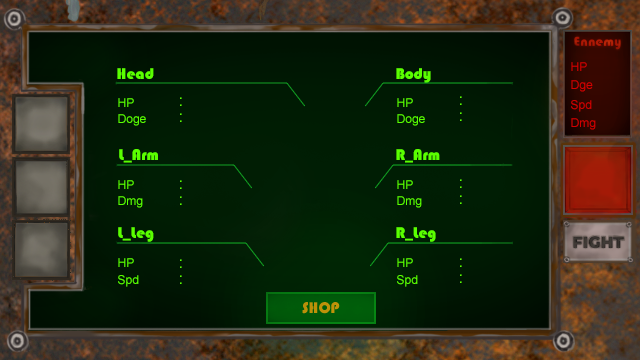 Head
HP :
Doge :
Body
HP :
Doge :
L_Arm
HP :
Dmg :
R_Arm
HP :
Dmg :
L_Leg
HP :
Spd :
R_Leg
HP :
Spd :
SHOP
Ennemy
HP
Dge
Spd
Dmg
FIGHT